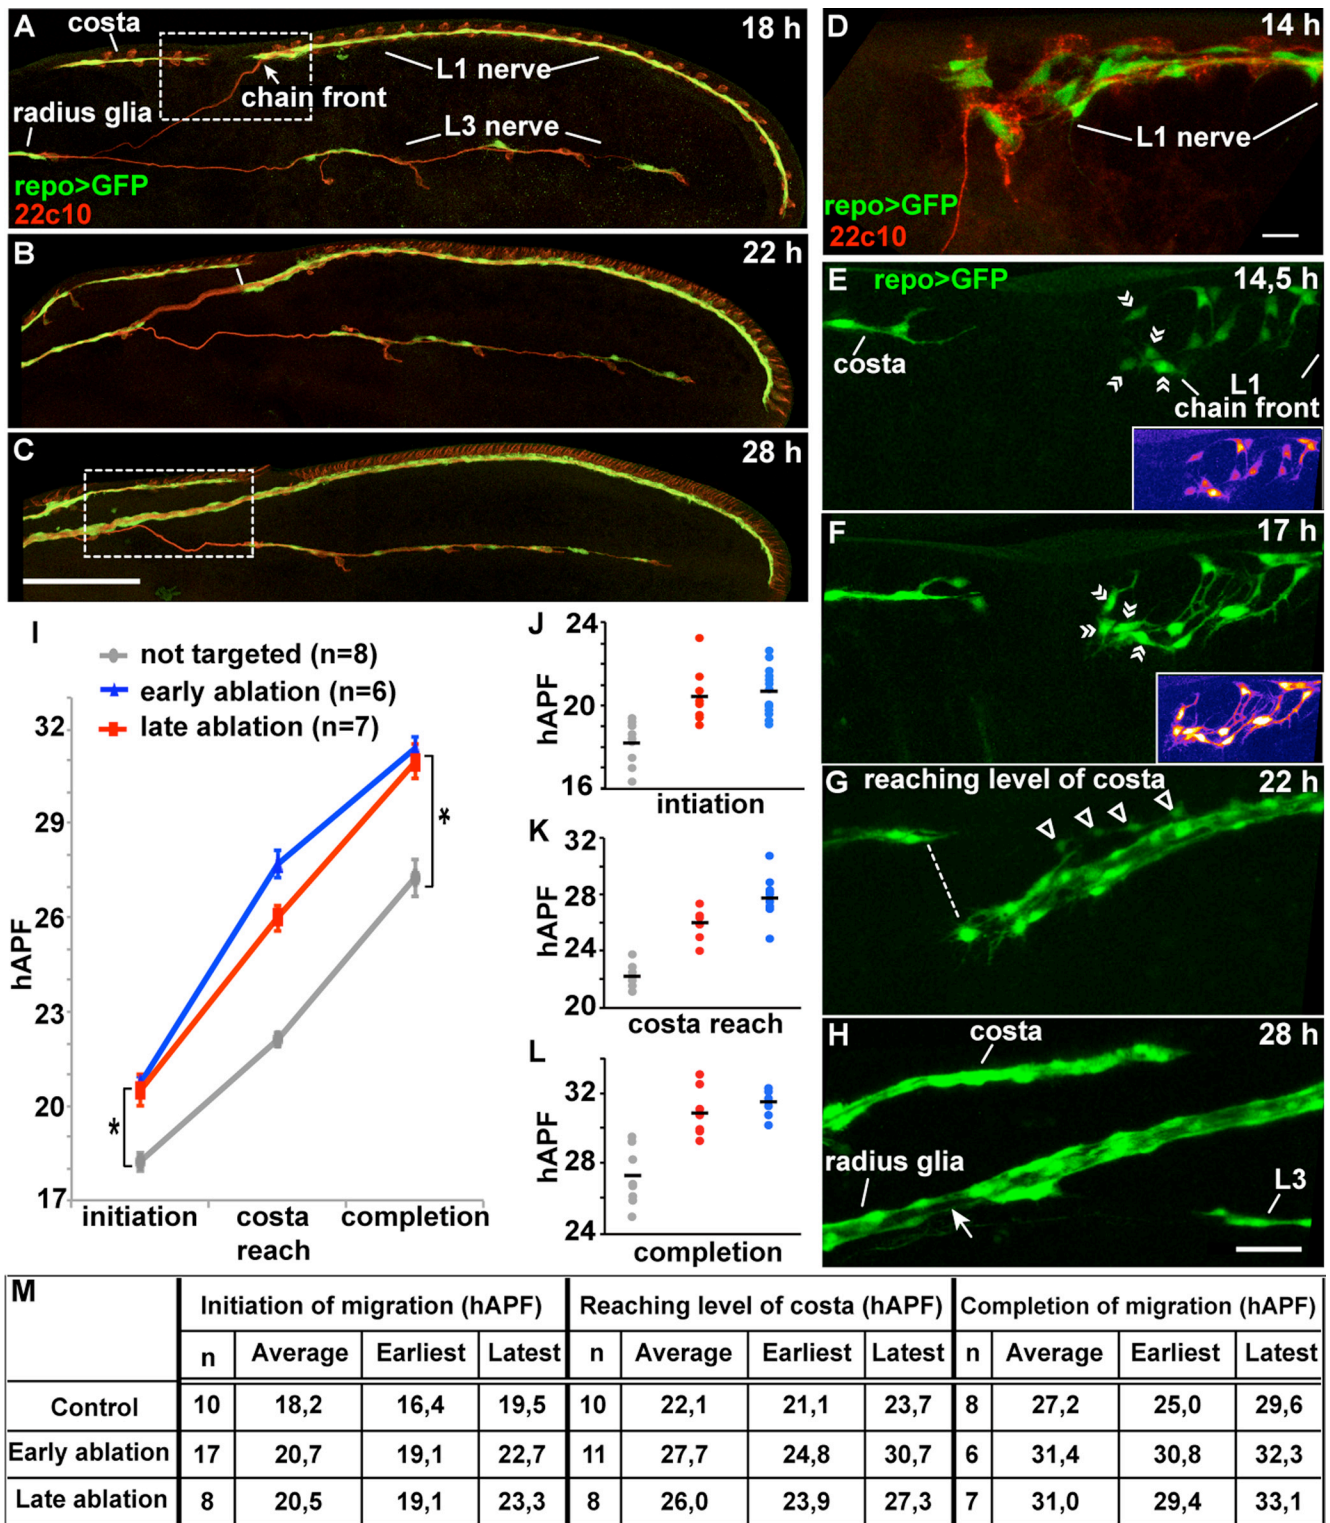 A
costa
18 h
L1 nerve
chain front
radius glia
L3 nerve
repo>GFP
22c10
B
22 h
C
28 h
D
14 h
L1 nerve
repo>GFP
22c10
E
repo>GFP
14,5 h
costa
L1
chain front
F
17 h
G
reaching level of costa
22 h
H
costa
28 h
radius glia
L3
I
not targeted (n=8)
early ablation (n=6)
late ablation (n=7)
hAPF
32
29
26
23
20
17
*
*
initiation
costa reach
completion
J
hAPF
24
20
16
intiation
K
hAPF
32
28
24
20
costa reach
L
hAPF
32
28
24
completion
M
Initiation of migration (hAPF) Reaching level of costa (hAPF) Completion of migration (hAPF)
n Average Earliest Latest n Average Earliest Latest n Average Earliest Latest
Control 10 18,2 16,4 19,5 10 22,1 21,1 23,7 8 27,2 25,0 29,6
Early ablation 17 20,7 19,1 22,7 11 27,7 24,8 30,7 6 31,4 30,8 32,3
Late ablation 8 20,5 19,1 23,3 8 26,0 23,9 27,3 7 31,0 29,4 33,1